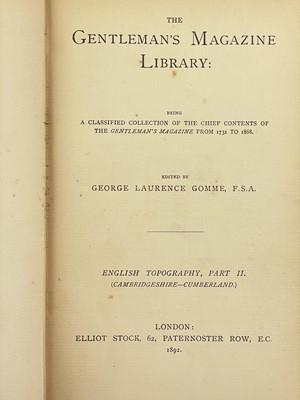 THE
GENTLEMAN'S MAGAZINE
LIBRARY:
BEING
A CLASSIFIED COLLECTION OF THE CHIEF CONTENTS OF
THE GENTLEMAN'S MAGAZINE FROM 1731 TO 1868.
EDITED BY
GEORGE LAURENCE GOMME, F.S.A.
ENGLISH TOPOGRAPHY, PART II.
(CAMBRIDGESHIRE—CUMBERLAND.)
LONDON:
ELLIOT STOCK, 62, PATERNOSTER ROW, E.C.
1892.